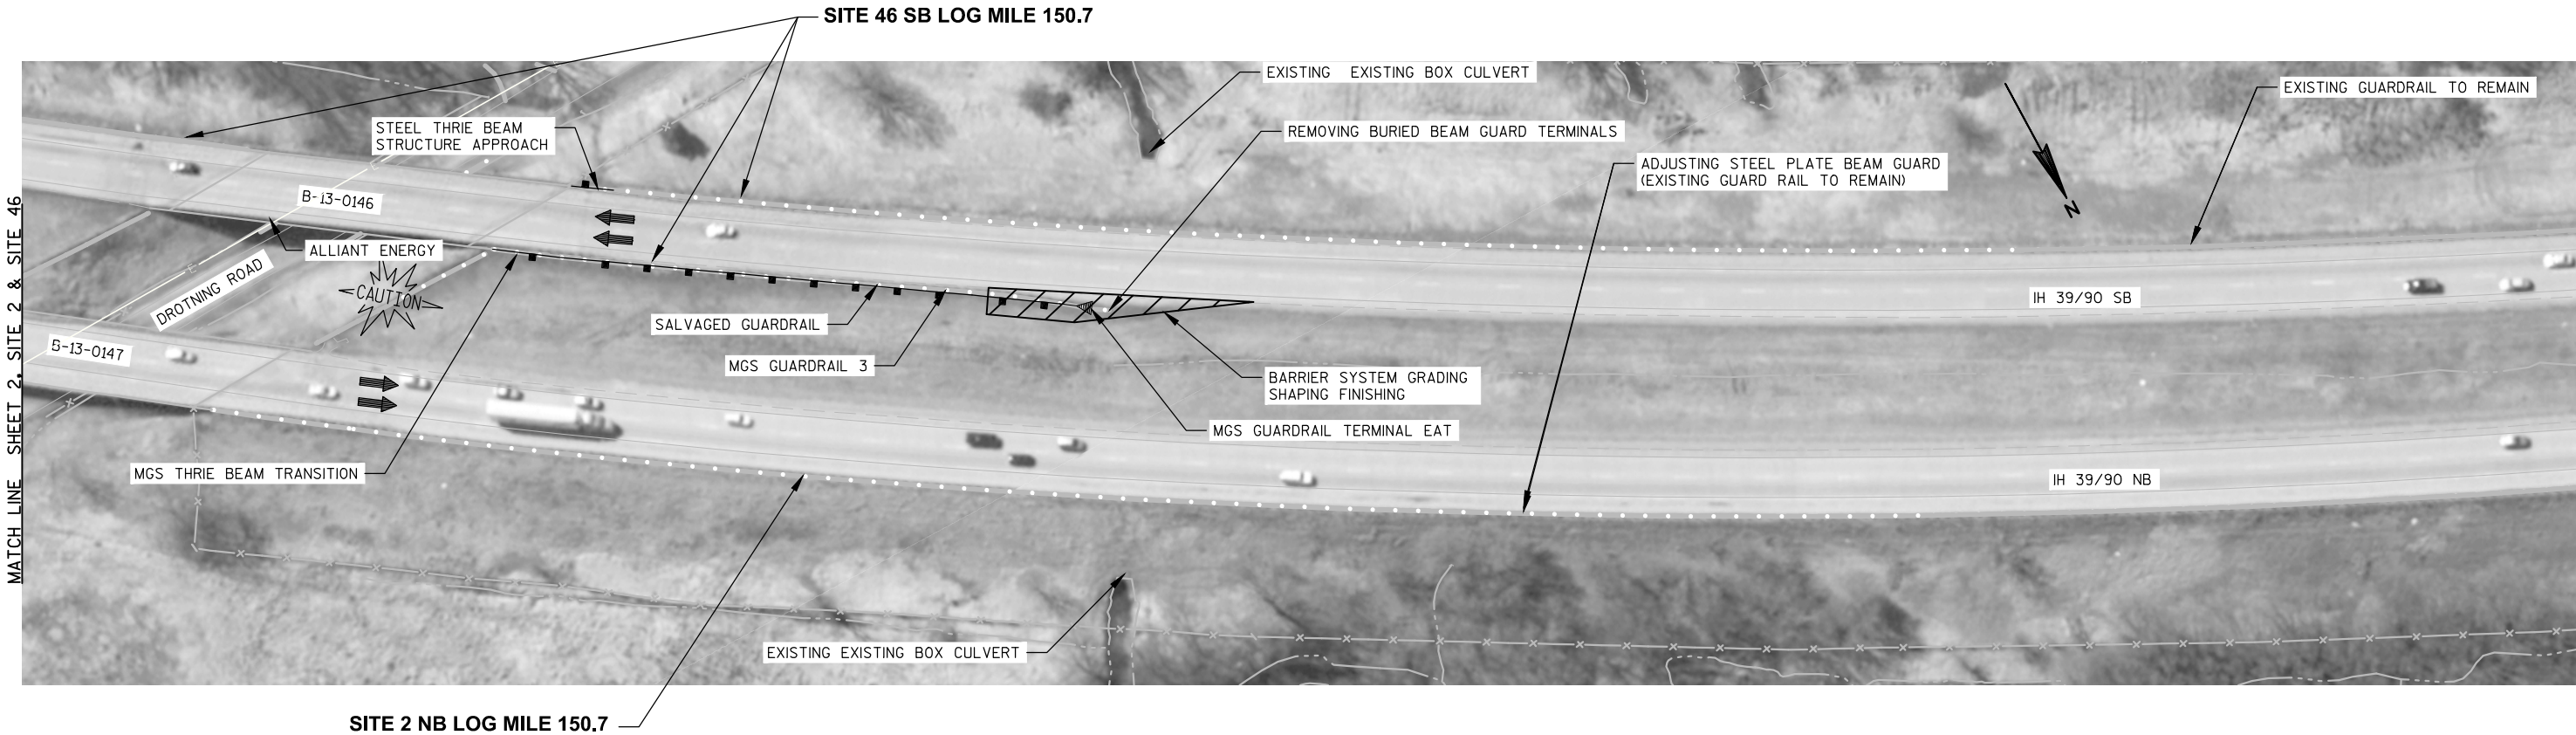 SITE 46 SB LOG MILE 150.7
EXISTING EXISTING BOX CULVERT
EXISTING GUARDRAIL TO REMAIN
STEEL THRIE BEAM
STRUCTURE APPROACH
REMOVING BURIED BEAM GUARD TERMINALS
ADJUSTING STEEL PLATE BEAM GUARD
(EXISTING GUARD RAIL TO REMAIN)
N
B-13-0146
ALLIANT ENERGY
DROTNING ROAD
CAUTION
IH 39/90 SB
SALVAGED GUARDRAIL
B-13-0147
MGS GUARDRAIL 3
BARRIER SYSTEM GRADING
SHAPING FINISHING
MGS GUARDRAIL TERMINAL EAT
MGS THRIE BEAM TRANSITION
IH 39/90 NB
MATCH LINE SHEET 2, SITE 2 & SITE 46
EXISTING EXISTING BOX CULVERT
SITE 2 NB LOG MILE 150.7